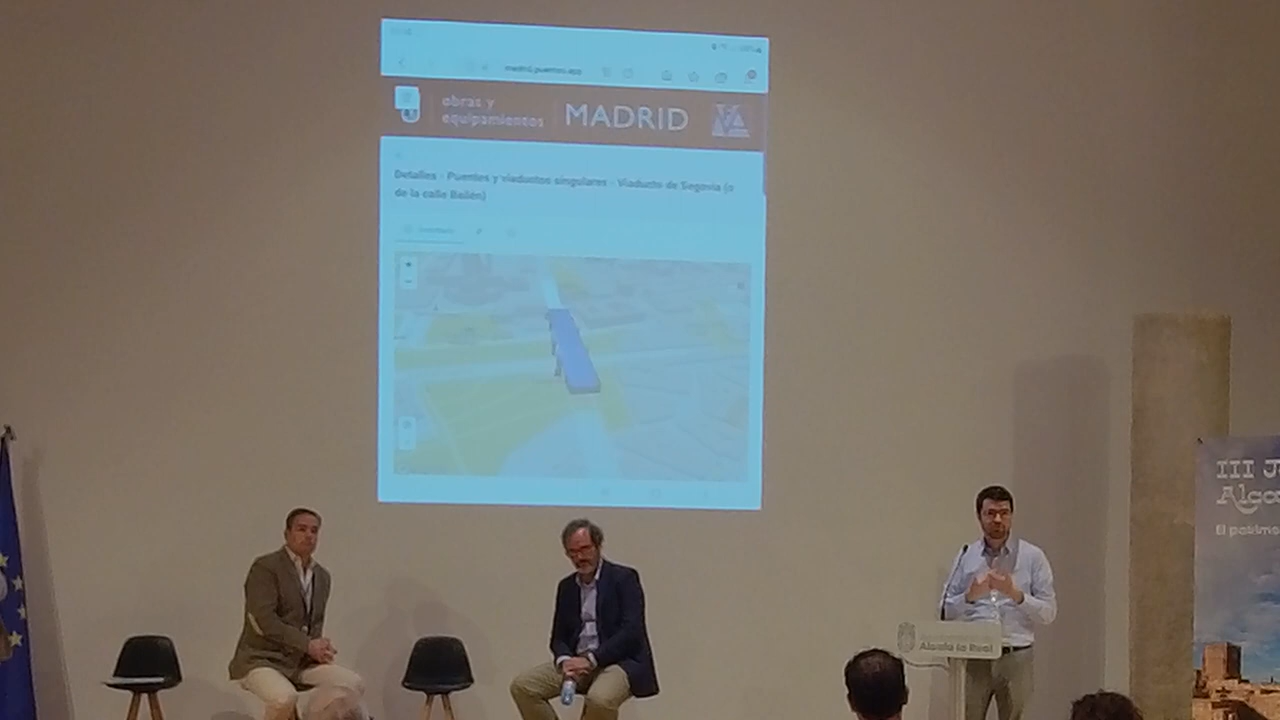 madrid.puentes.app
obras y
equipamientos
MADRID
Detalles - Puentes y viaductos singulares - Viaducto de Segovia (o
de la calle Bailén)
Alcalá la Real
III J
Alca
El patrimo